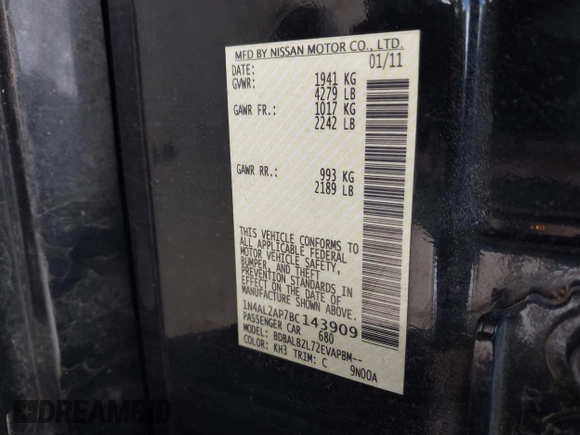 MFD BY NISSAN MOTOR CO., LTD.
DATE: 01/11
GVWR: 1941 KG
4279 LB
GAWR FR.: 1017 KG
2242 LB
GAWR RR.: 993 KG
2189 LB
THIS VEHICLE CONFORMS TO
ALL APPLICABLE FEDERAL
MOTOR VEHICLE SAFETY,
BUMPER, AND THEFT
PREVENTION STANDARDS IN
EFFECT ON THE DATE OF
MANUFACTURE SHOWN ABOVE.
1N4AL2AP7BC143909
PASSENGER CAR 680
MODEL: BDBALBZL72EVAPBM--
COLOR: KH3 TRIM: C 9N00A
DREAMBID